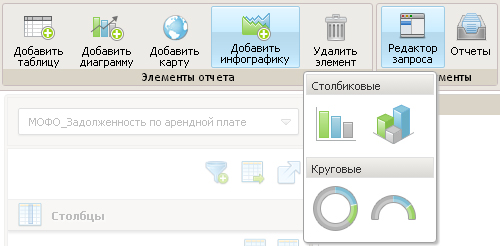 Добавить таблицу
Добавить диаграмму
Добавить карту
Добавить инфографику
Удалить элемент
Редактор запроса
Отчеты
Элементы отчета
менты
Столбиковые
МОФО_Задолженность по арендной плате
Круговые
Столбцы